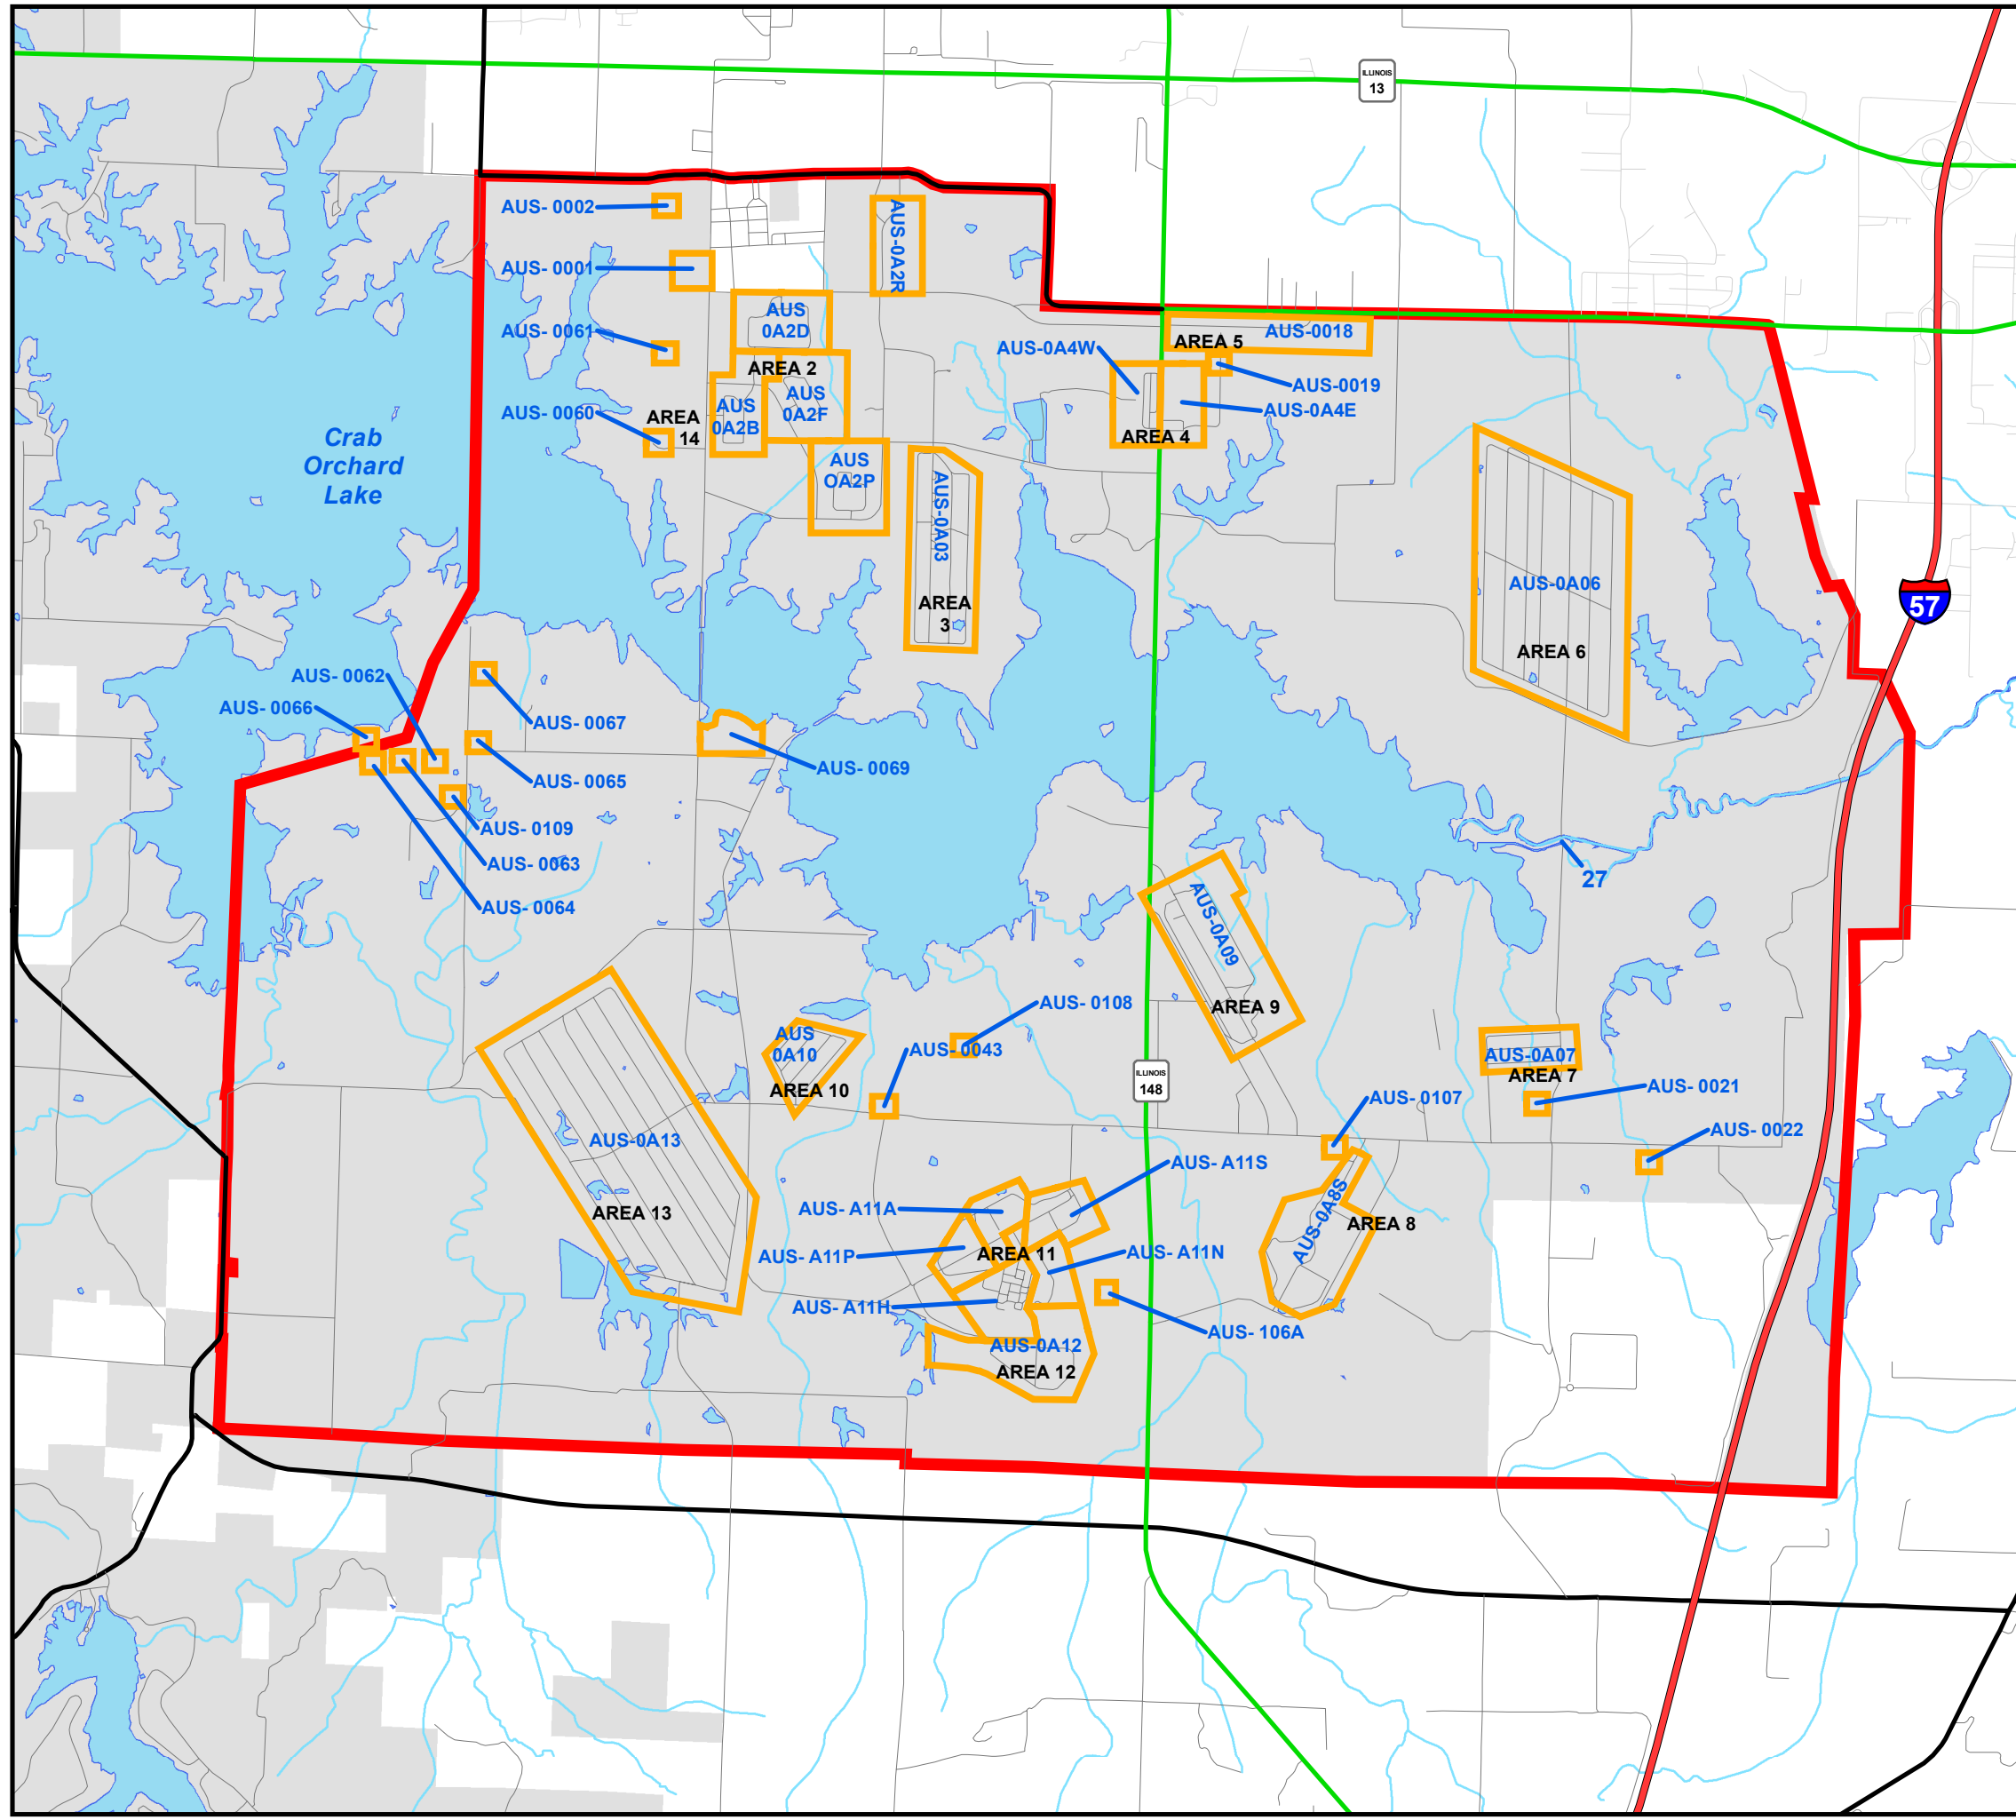 ILLINOIS
13
AUS- 0002
AUS-0A2R
AUS- 0001
AUS
0A2D
AUS- 0061
AUS-0018
AREA 5
AUS-0A4W
AREA 2
AUS-0019
AUS
0A2F
AUS- 0060
AREA
14
AUS
0A2B
AUS-0A4E
AREA 4
Crab
Orchard
Lake
AUS
OA2P
AUS-0A03
AUS-0A06
57
AREA
3
AREA 6
AUS- 0062
AUS- 0066
AUS- 0067
AUS- 0069
AUS- 0065
AUS- 0109
AUS- 0063
27
AUS- 0064
AUS-0A09
AUS- 0108
AREA 9
AUS
0A10
AUS- 0043
AUS-0A07
AREA 7
ILLINOIS
148
AREA 10
AUS- 0021
AUS- 0107
AUS- 0022
AUS-0A13
AUS- A11S
AREA 13
AUS- A11A
AUS-0A8S
AREA 8
AUS- A11P
AREA 11
AUS- A11N
AUS- A11H
AUS- 106A
AUS-0A12
AREA 12